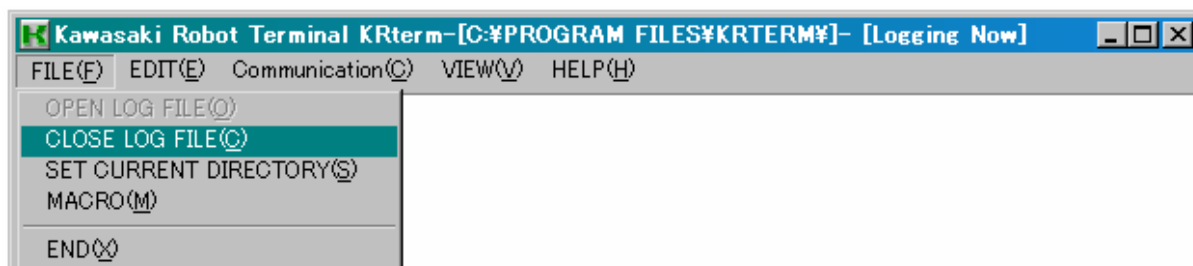 Kawasaki Robot Terminal KRterm-[C:¥PROGRAM FILES¥KRTERM¥]- [Logging Now]
FILE(F) EDIT(E) Communication(C) VIEW(V) HELP(H)
OPEN LOG FILE(O)
CLOSE LOG FILE(C)
SET CURRENT DIRECTORY(S)
MACRO(M)
END(X)